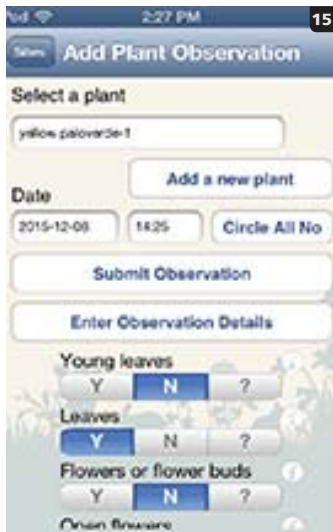 iPod 2:27 PM 15
Sites Add Plant Observation
Select a plant
yellow paloverde-1
Add a new plant
Date
2015-12-08 14:25 Circle All No
Submit Observation
Enter Observation Details
Young leaves
Y N ?
Leaves
Y N ?
Flowers or flower buds
Y N ?
Open flowers